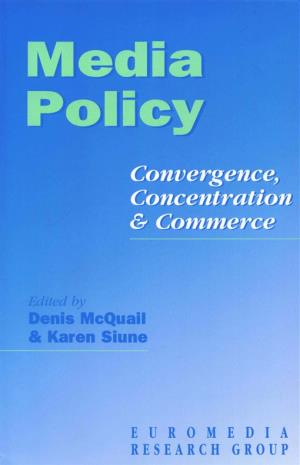 Media
Policy
Convergence,
Concentration
& Commerce
Edited by
Denis McQuail
& Karen Siune
EUROMEDIA
RESEARCH GROUP